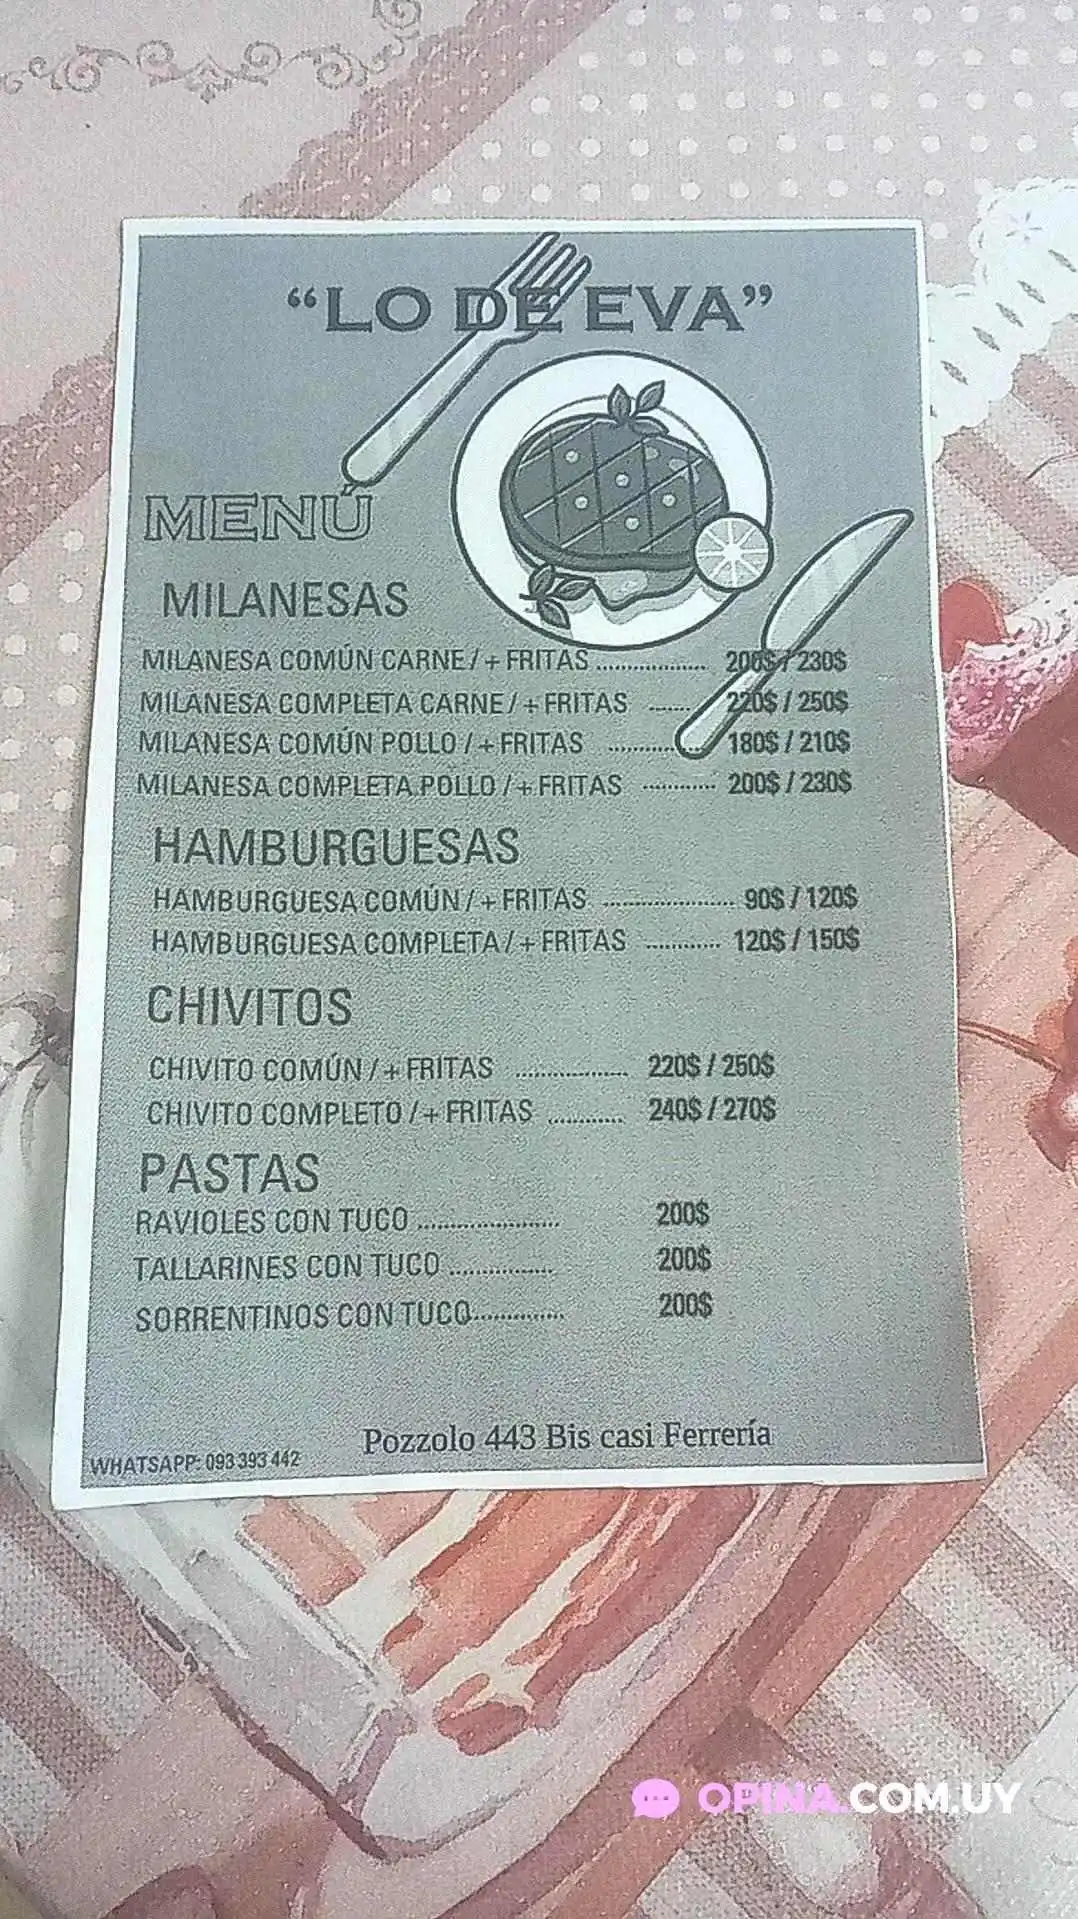 “LO DE EVA”
MENÚ
MILANESAS
MILANESA COMÚN CARNE / + FRITAS .................. 200$ / 230$
MILANESA COMPLETA CARNE / + FRITAS ....... 220$ / 250$
MILANESA COMÚN POLLO / + FRITAS ............ 180$ / 210$
MILANESA COMPLETA POLLO / + FRITAS ............ 200$ / 230$
HAMBURGUESAS
HAMBURGUESA COMÚN / + FRITAS ..................... 90$ / 120$
HAMBURGUESA COMPLETA / + FRITAS ............ 120$ / 150$
CHIVITOS
CHIVITO COMÚN / + FRITAS .................. 220$ / 250$
CHIVITO COMPLETO / + FRITAS ............ 240$ / 270$
PASTAS
RAVIOLES CON TUCO ....................... 200$
TALLARINES CON TUCO ................. 200$
SORRENTINOS CON TUCO............... 200$
Pozzolo 443 Bis casi Ferrería
WHATSAPP: 093 393 442
OPINA.COM.UY